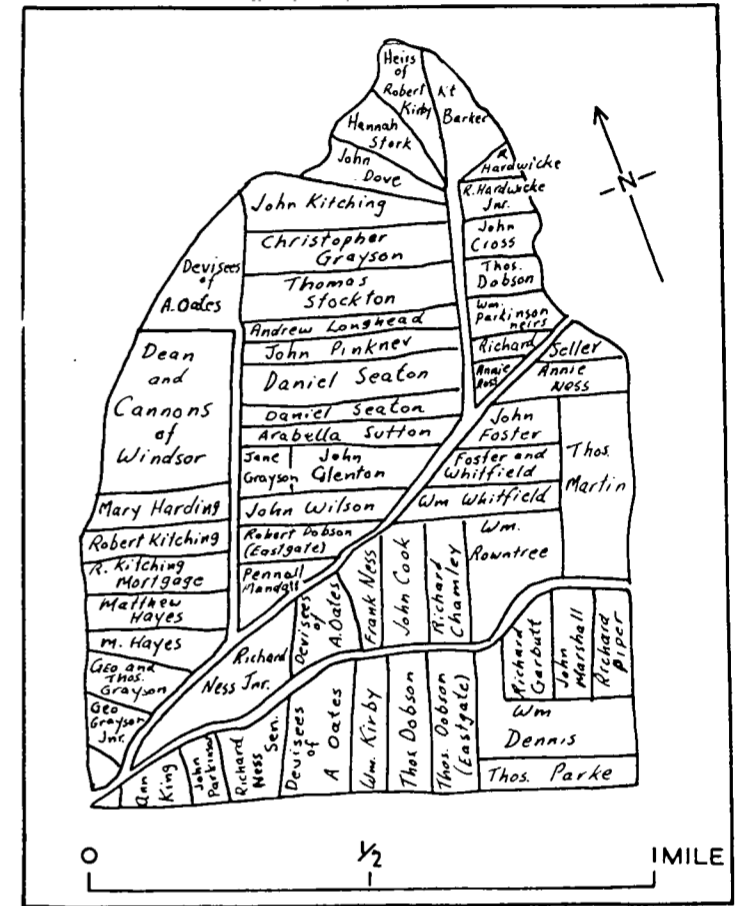 Heirs
of
Robert
Kirby
Kt
Barker
Hannah
Stork
John
Dove
R
Hardwicke
R. Hardwicke
Jnr.
N
John Kitching
John
Cross
Christopher
Grayson
Thos.
Dobson
Devisees
of
A. Oates
Thomas
Stockton
Wm.
Parkinson
heirs
Andrew Longhead
John Pinkney
Richard Seller
Dean
and
Cannons
of
Windsor
Daniel Seaton
Annie
Annie
Ness
Daniel Seaton
John
Foster
Arabella Sutton
Thos.
Martin
Jane
Grayson
John
Glenton
Foster and
Whitfield
Mary Harding
John Wilson
Wm Whitfield
Robert Kitching
Robert Dobson
(Eastgate)
Wm.
Rowntree
R. Kitching
Mortgage
Pennall
Mandall
Devisees
of
A. Oates
Frank Ness
John Cook
Richard
Chamley
Matthew
Hayes
M. Hayes
Richard
Ness Jnr.
Richard
Garbutt
John
Marshall
Richard
Piper
Geo and
Thos.
Grayson
Geo
Grayson
Jnr.
Ann
King
John
Parkinson
Richard
Ness Sen.
Devisees
of
A Oates
Wm. Kirby
Thos Dobson
Thos. Dobson
(Eastgate)
Wm
Dennis
Thos. Parke
0
1/2
1 MILE